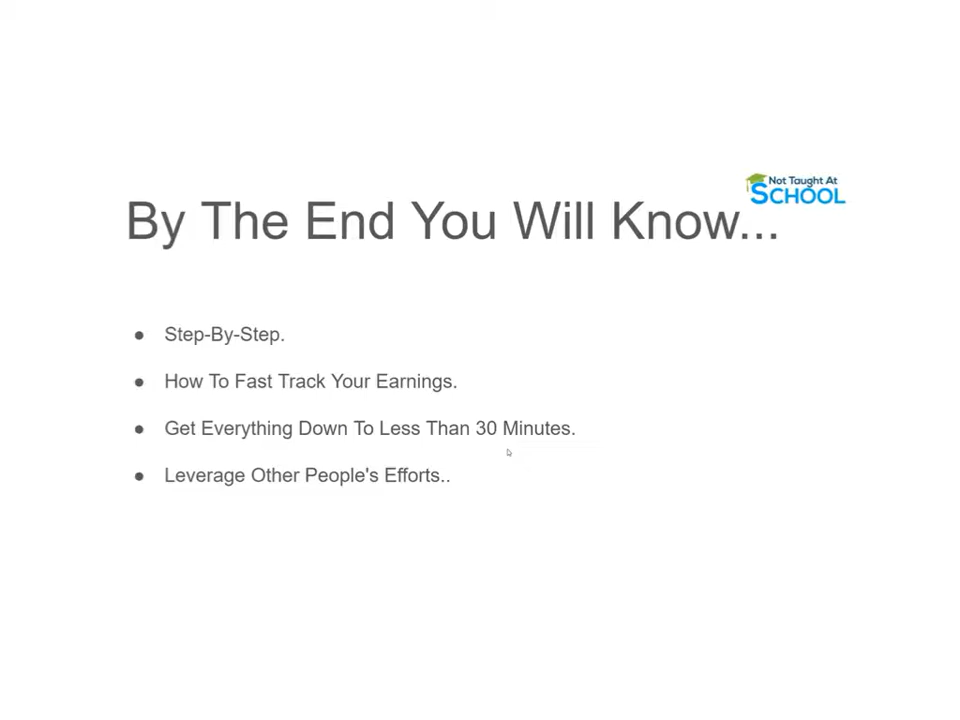 Not Taught At
SCHOOL
By The End You Will Know...
● Step-By-Step.
● How To Fast Track Your Earnings.
● Get Everything Down To Less Than 30 Minutes.
● Leverage Other People's Efforts..